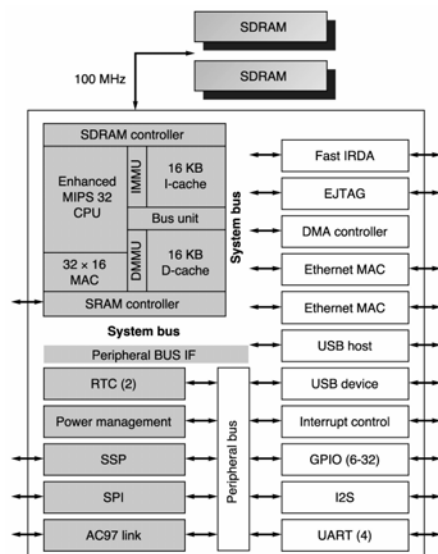 SDRAM
SDRAM
100 MHz
SDRAM controller
Enhanced
MIPS 32
CPU
IMMU
16 KB
I-cache
Bus unit
32 × 16
MAC
DMMU
16 KB
D-cache
SRAM controller
System bus
System bus
Peripheral BUS IF
RTC (2)
Power management
SSP
SPI
AC97 link
Peripheral bus
Fast IRDA
EJTAG
DMA controller
Ethernet MAC
Ethernet MAC
USB host
USB device
Interrupt control
GPIO (6-32)
I2S
UART (4)